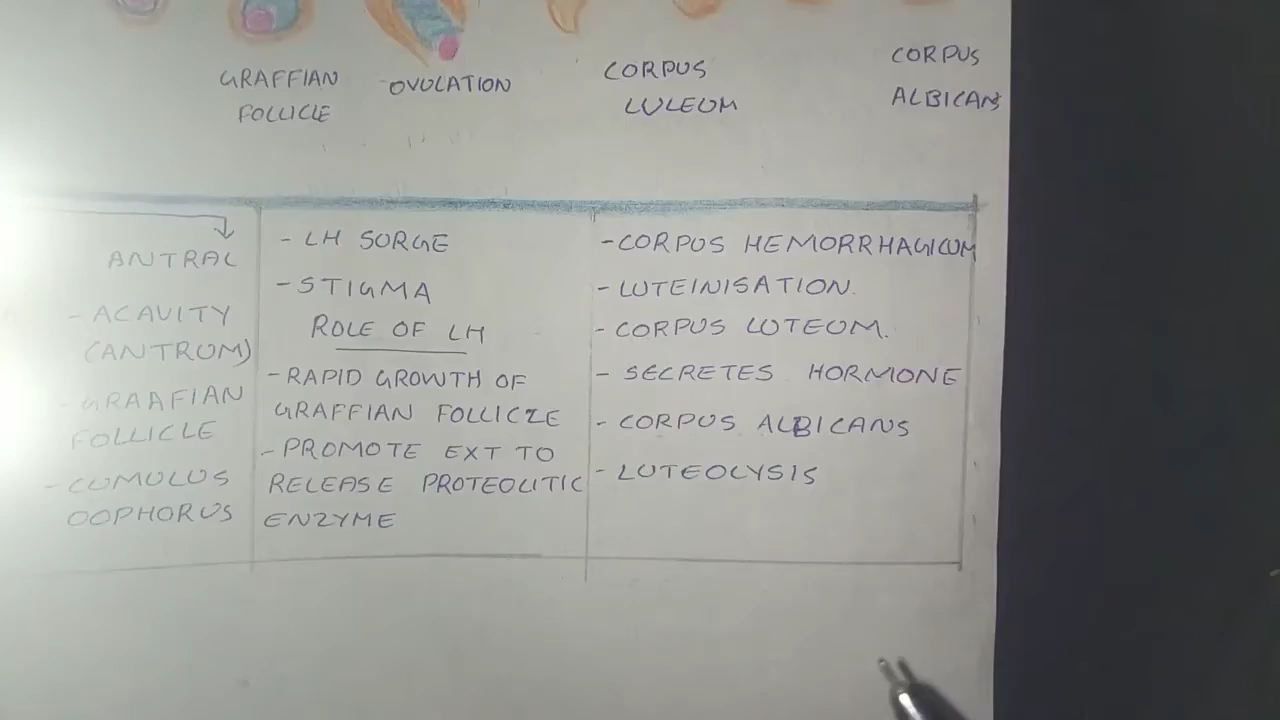 GRAFFIAN
FOLLICLE
-OVULATION
CORPUS
LULEUM
CORPUS
ALBICANS
ANTRAL
- ACAVITY
(ANTRUM)
- GRAAFIAN
FOLLICLE
- CUMULUS
OOPHORUS
- LH SURGE
- STIGMA
ROLE OF LH
- RAPID GROWTH OF
GRAFFIAN FOLLICLE
- PROMOTE EXT TO
RELEASE PROTEOLITIC
ENZYME
- CORPUS HEMORRHAGICUM
- LUTEINISATION.
- CORPUS LUTEUM.
- SECRETES HORMONE
- CORPUS ALBICANS
- LUTEOLYSIS